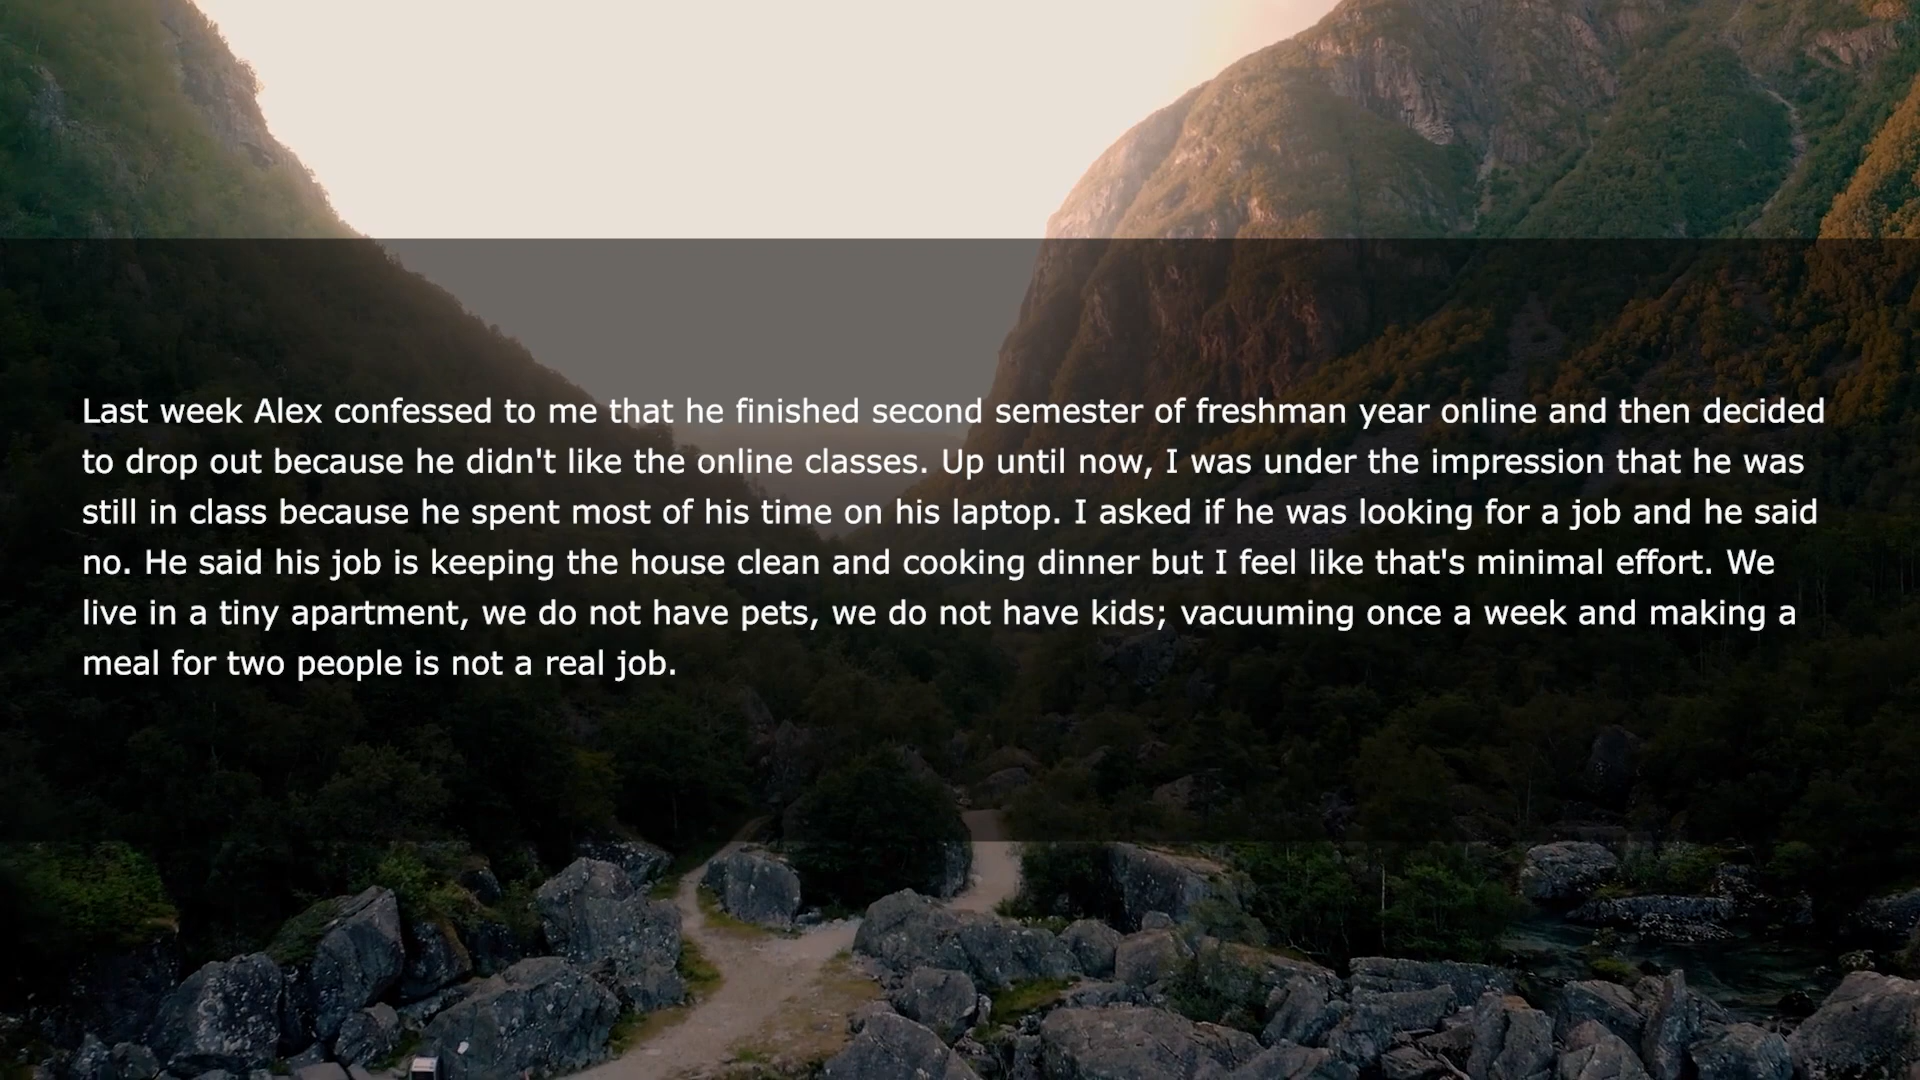 Last week Alex confessed to me that he finished second semester of freshman year online and then decided
to drop out because he didn't like the online classes. Up until now, I was under the impression that he was
still in class because he spent most of his time on his laptop. I asked if he was looking for a job and he said
no. He said his job is keeping the house clean and cooking dinner but I feel like that's minimal effort. We
live in a tiny apartment, we do not have pets, we do not have kids; vacuuming once a week and making a
meal for two people is not a real job.